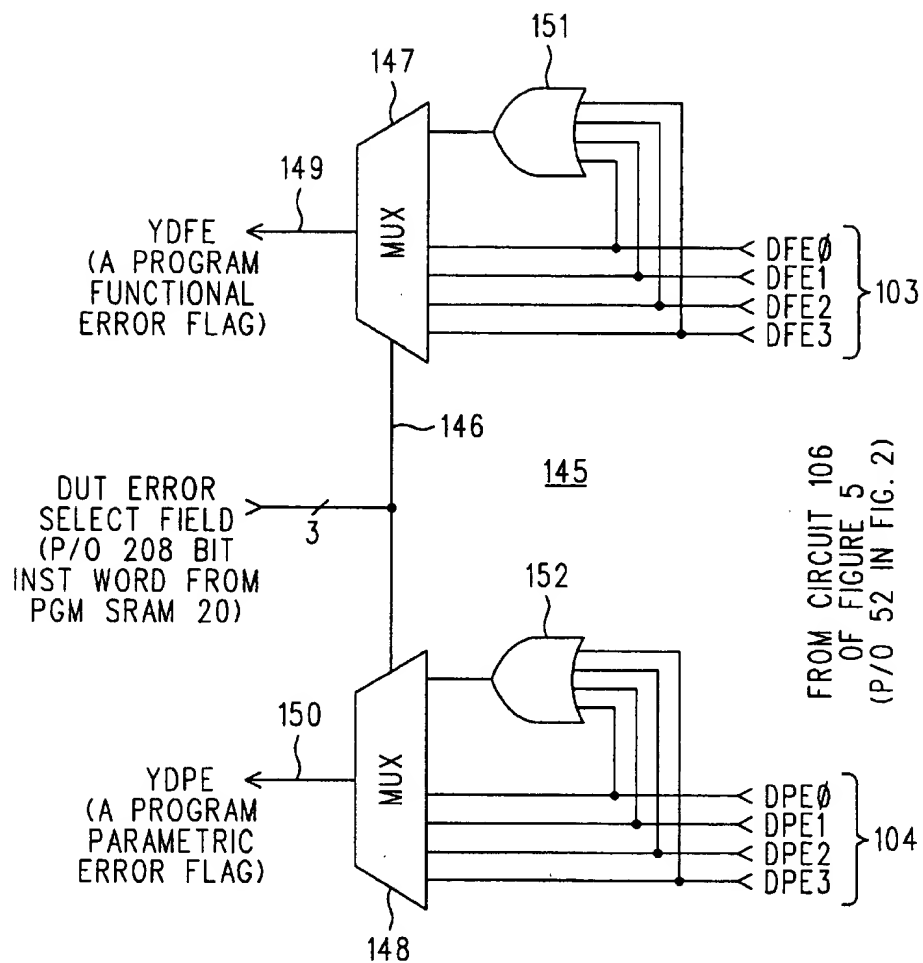 151
147
149
YDFE
(A PROGRAM
FUNCTIONAL
ERROR FLAG)
MUX
DFE0̸
DFE1
DFE2
DFE3
103
146
145
DUT ERROR
SELECT FIELD
(P/O 208 BIT
INST WORD FROM
PGM SRAM 20)
3
FROM CIRCUIT 106
OF FIGURE 5
(P/O 52 IN FIG. 2)
152
150
YDPE
(A PROGRAM
PARAMETRIC
ERROR FLAG)
MUX
DPE0̸
DPE1
DPE2
DPE3
104
148